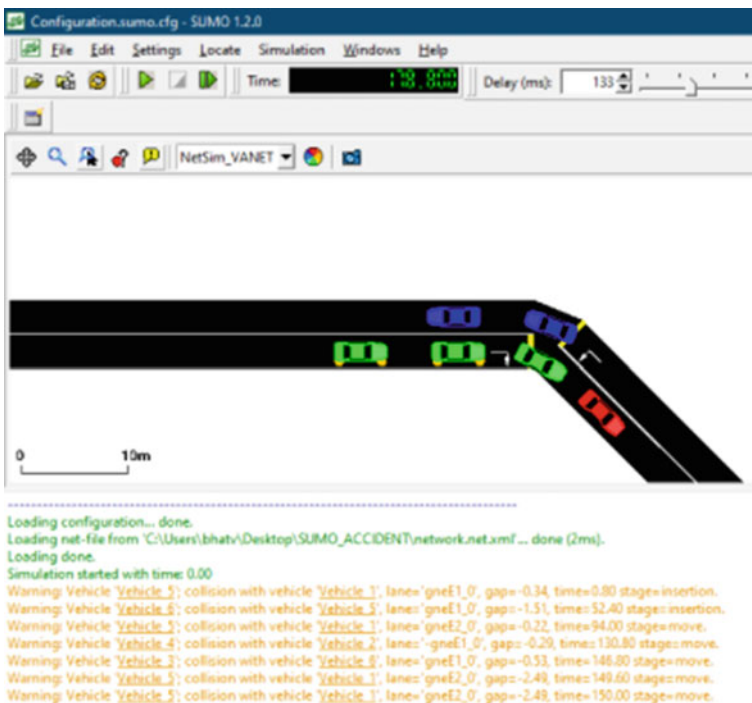 Configuration.sumo.cfg - SUMO 1.2.0
File Edit Settings Locate Simulation Windows Help
Time: 178.800 Delay (ms): 133
NetSim_VANET
0 10m
Loading configuration... done.
Loading net-file from 'C:\Users\bhatv\Desktop\SUMO_ACCIDENT\network.net.xml' ... done (2ms).
Loading done.
Simulation started with time: 0.00
Warning: Vehicle 'Vehicle_5'; collision with vehicle 'Vehicle_1', lane='gneE1_0', gap=-0.34, time=0.80 stage=insertion.
Warning: Vehicle 'Vehicle_6'; collision with vehicle 'Vehicle_5', lane='gneE1_0', gap=-1.51, time=52.40 stage=insertion.
Warning: Vehicle 'Vehicle_5'; collision with vehicle 'Vehicle_1', lane='gneE2_0', gap=-0.22, time=94.00 stage=move.
Warning: Vehicle 'Vehicle_4'; collision with vehicle 'Vehicle_2', lane='-gneE1_0', gap=-0.29, time=130.80 stage=move.
Warning: Vehicle 'Vehicle_3'; collision with vehicle 'Vehicle_6', lane='gneE1_0', gap=-0.53, time=146.80 stage=move.
Warning: Vehicle 'Vehicle_5'; collision with vehicle 'Vehicle_1', lane='gneE2_0', gap=-2.49, time=149.60 stage=move.
Warning: Vehicle 'Vehicle_5'; collision with vehicle 'Vehicle_1', lane='gneE2_0', gap=-2.49, time=150.00 stage=move.